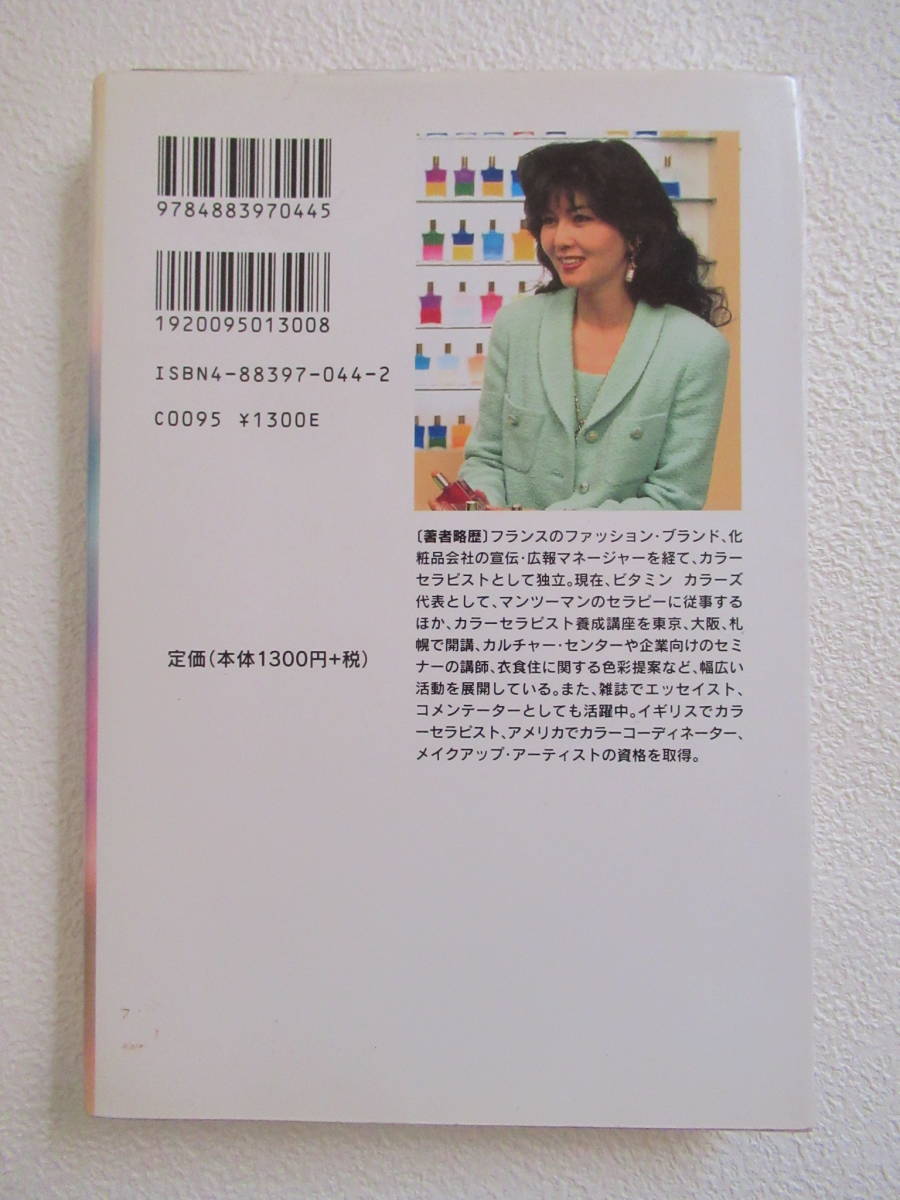 9784883970445
1920095013008
ISBN4-88397-044-2
C0095 ¥1300E
定価(本体1300円+税)
〔著者略歴〕フランスのファッション・ブランド、化
粧品会社の宣伝・広報マネージャーを経て、カラー
セラピストとして独立。現在、ビタミン カラーズ
代表として、マンツーマンのセラピーに従事する
ほか、カラーセラピスト養成講座を東京、大阪、札
幌で開講、カルチャー・センターや企業向けのセミ
ナーの講師、衣食住に関する色彩提案など、幅広い
活動を展開している。また、雑誌でエッセイスト、
コメンテーターとしても活躍中。イギリスでカラ
ーセラピスト、アメリカでカラーコーディネーター、
メイクアップ・アーティストの資格を取得。